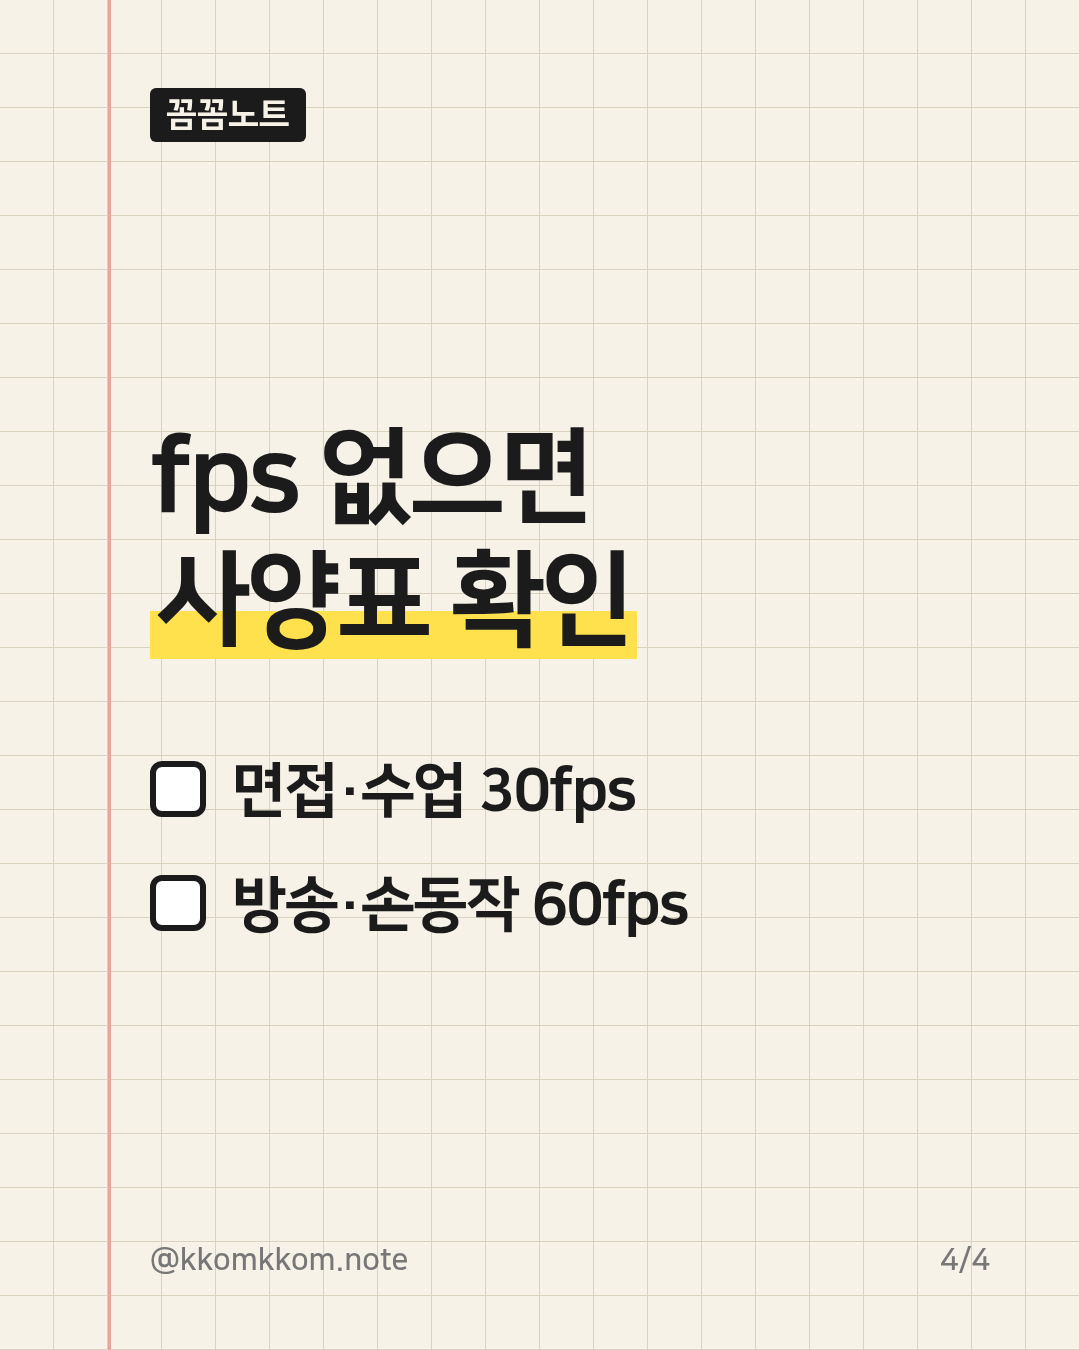 꼼꼼노트
fps 없으면
사양표 확인
면접·수업 30fps
방송·손동작 60fps
@kkomkkom.note
4/4